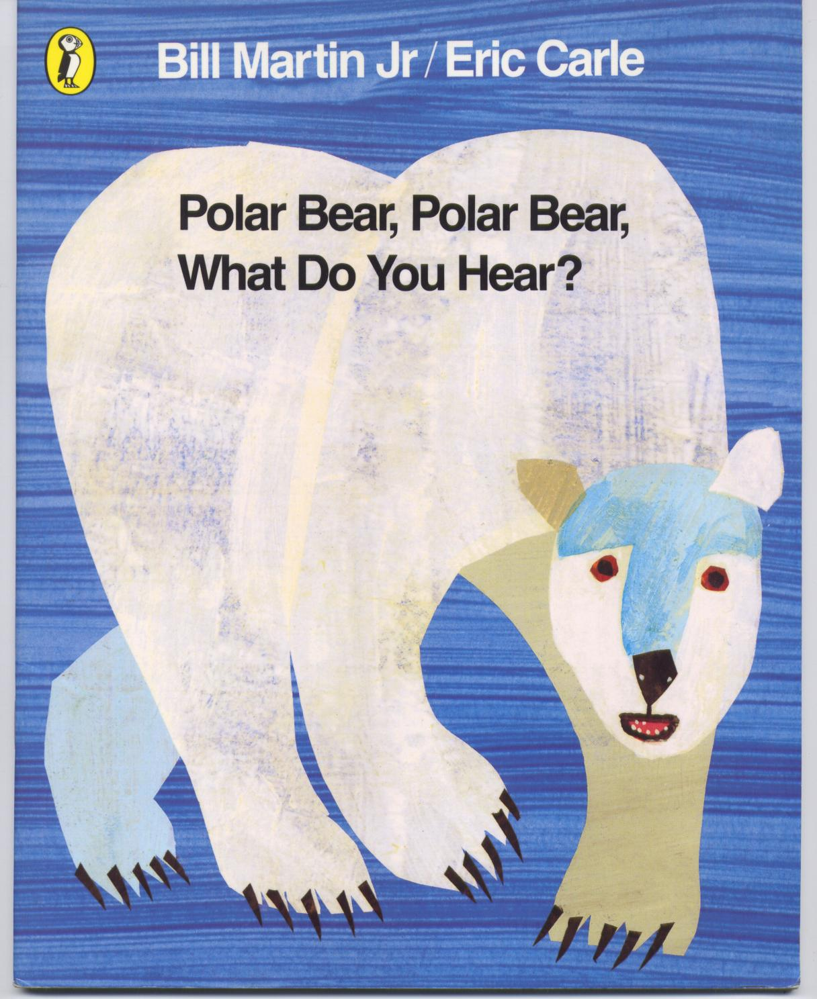 Bill Martin Jr / Eric Carle
Polar Bear, Polar Bear,
What Do You Hear?